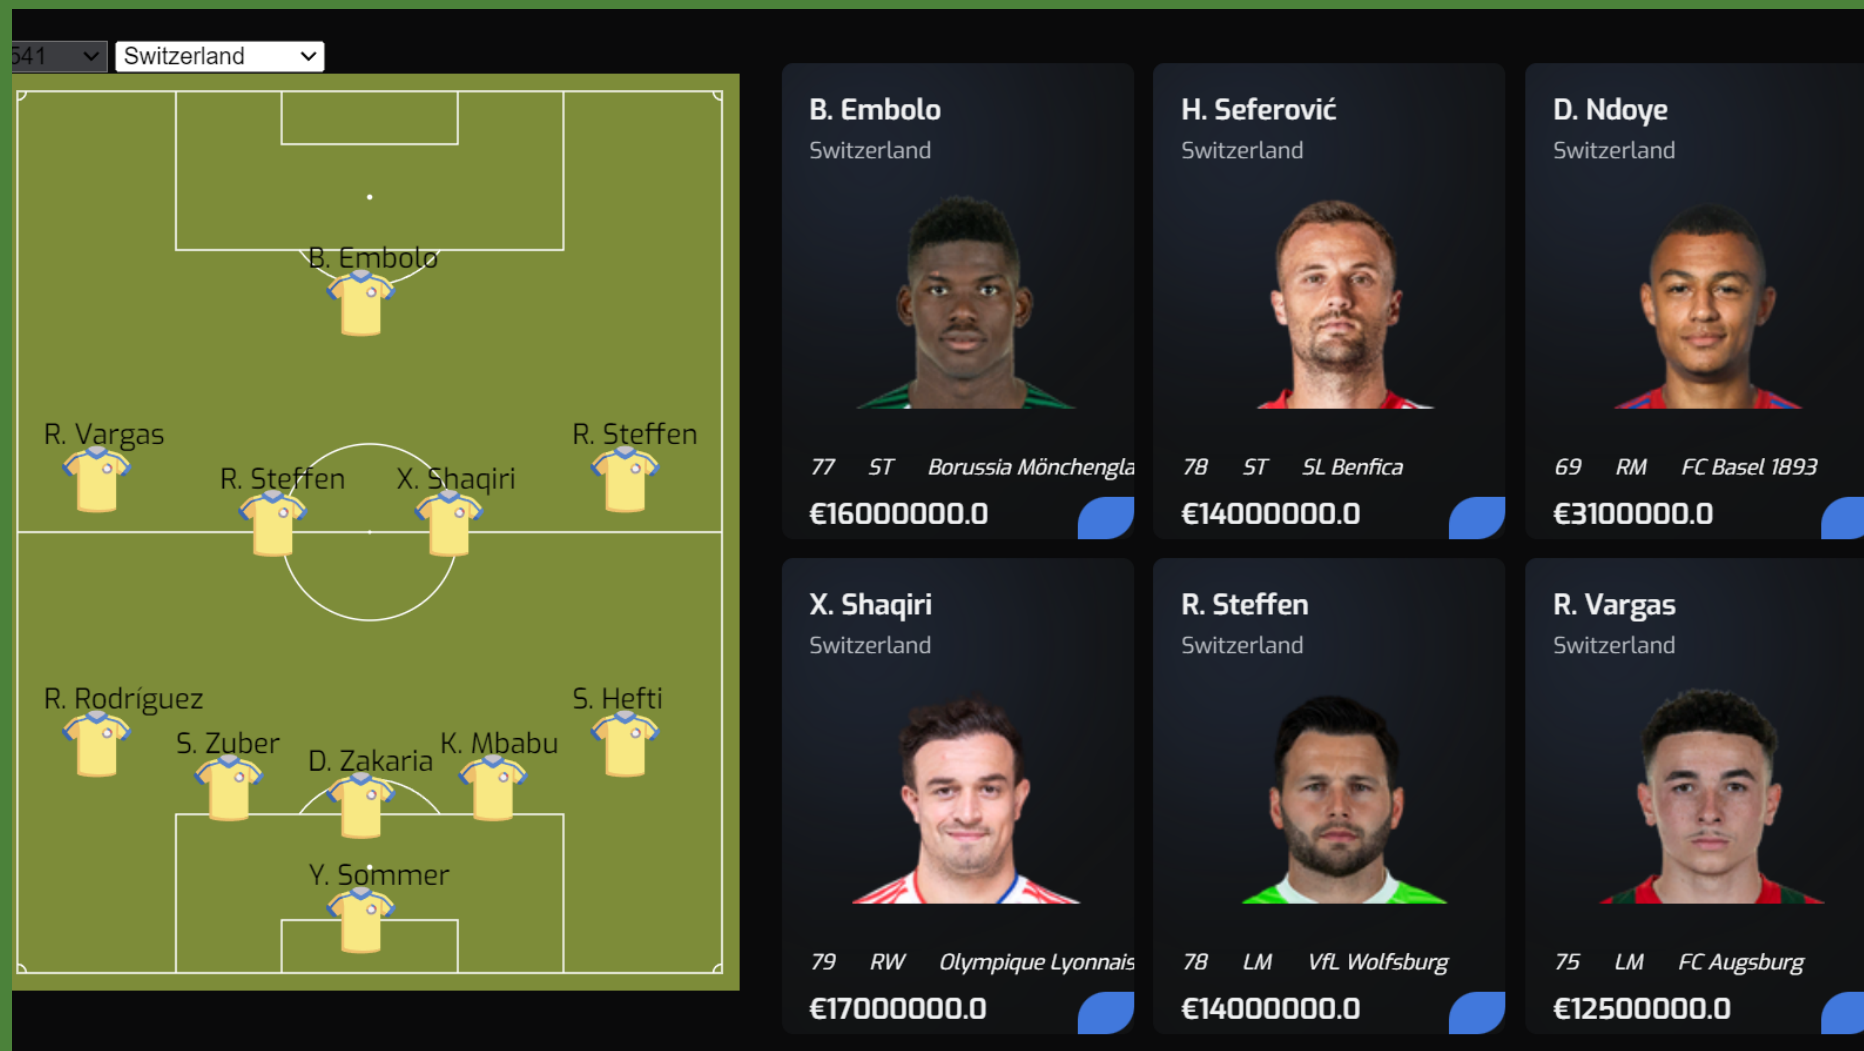 541
Switzerland
B. Embolo
R. Vargas
R. Steffen
R. Steffen
X. Shaqiri
R. Rodríguez
S. Hefti
S. Zuber
K. Mbabu
D. Zakaria
Y. Sommer
B. Embolo
Switzerland
77 ST Borussia Mönchengla
€16000000.0
H. Seferović
Switzerland
78 ST SL Benfica
€14000000.0
D. Ndoye
Switzerland
69 RM FC Basel 1893
€3100000.0
X. Shaqiri
Switzerland
79 RW Olympique Lyonnais
€17000000.0
R. Steffen
Switzerland
78 LM VfL Wolfsburg
€14000000.0
R. Vargas
Switzerland
75 LM FC Augsburg
€12500000.0